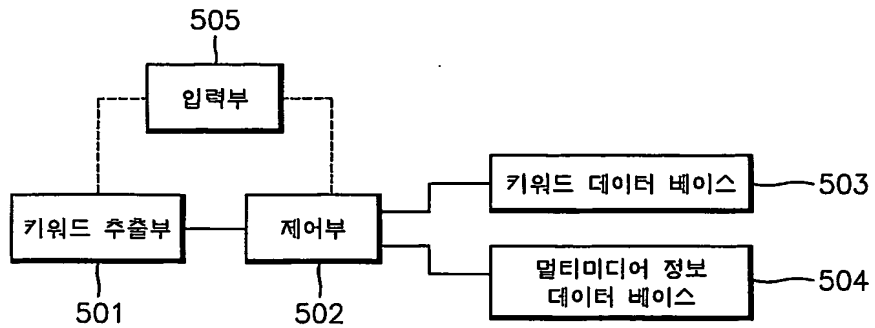 505
입력부
키워드 추출부
제어부
키워드 데이터 베이스
503
멀티미디어 정보
데이터 베이스
504
501
502